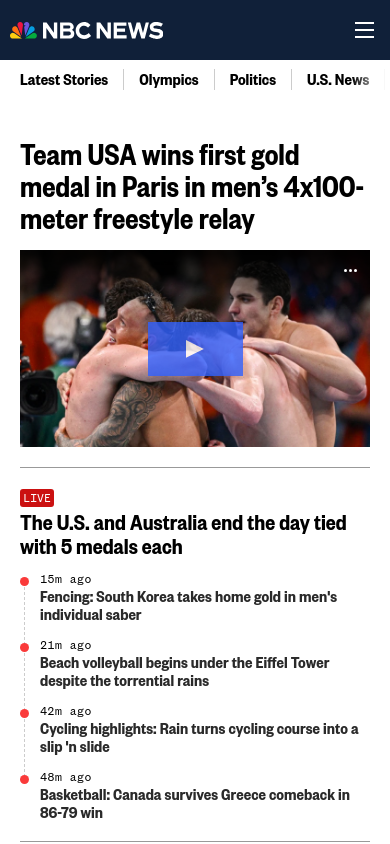 NBC NEWS
Latest Stories
Olympics
Politics
U.S. News
Team USA wins first gold
medal in Paris in men’s 4x100-
meter freestyle relay
LIVE
The U.S. and Australia end the day tied
with 5 medals each
15m ago
Fencing: South Korea takes home gold in men's
individual saber
21m ago
Beach volleyball begins under the Eiffel Tower
despite the torrential rains
42m ago
Cycling highlights: Rain turns cycling course into a
slip 'n slide
48m ago
Basketball: Canada survives Greece comeback in
86-79 win